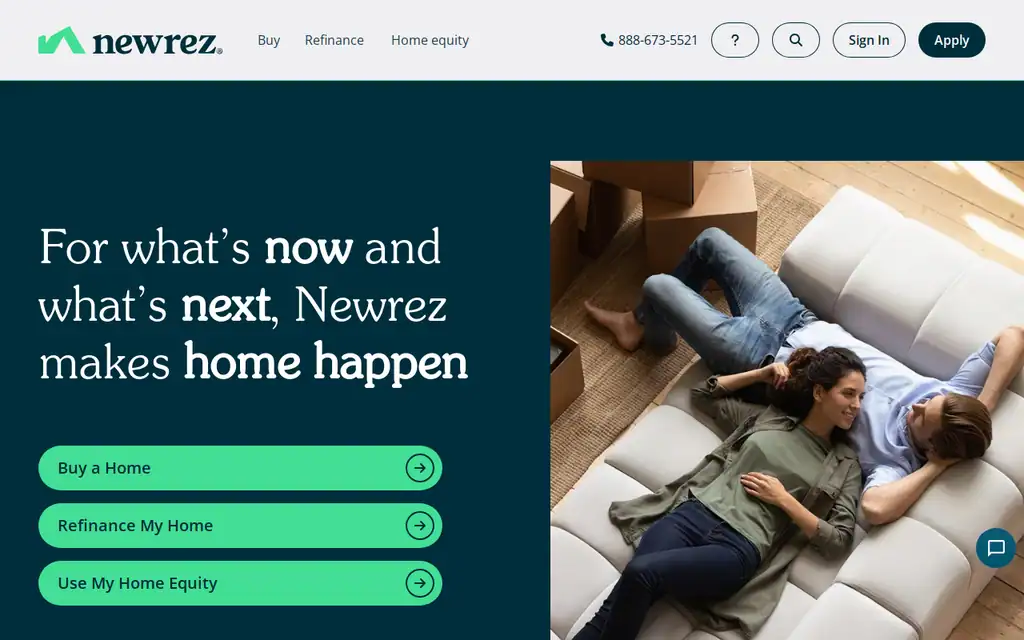 newrez®
Buy
Refinance
Home equity
888-673-5521
?
Sign In
Apply
For what’s now and
what’s next, Newrez
makes home happen
Buy a Home
Refinance My Home
Use My Home Equity